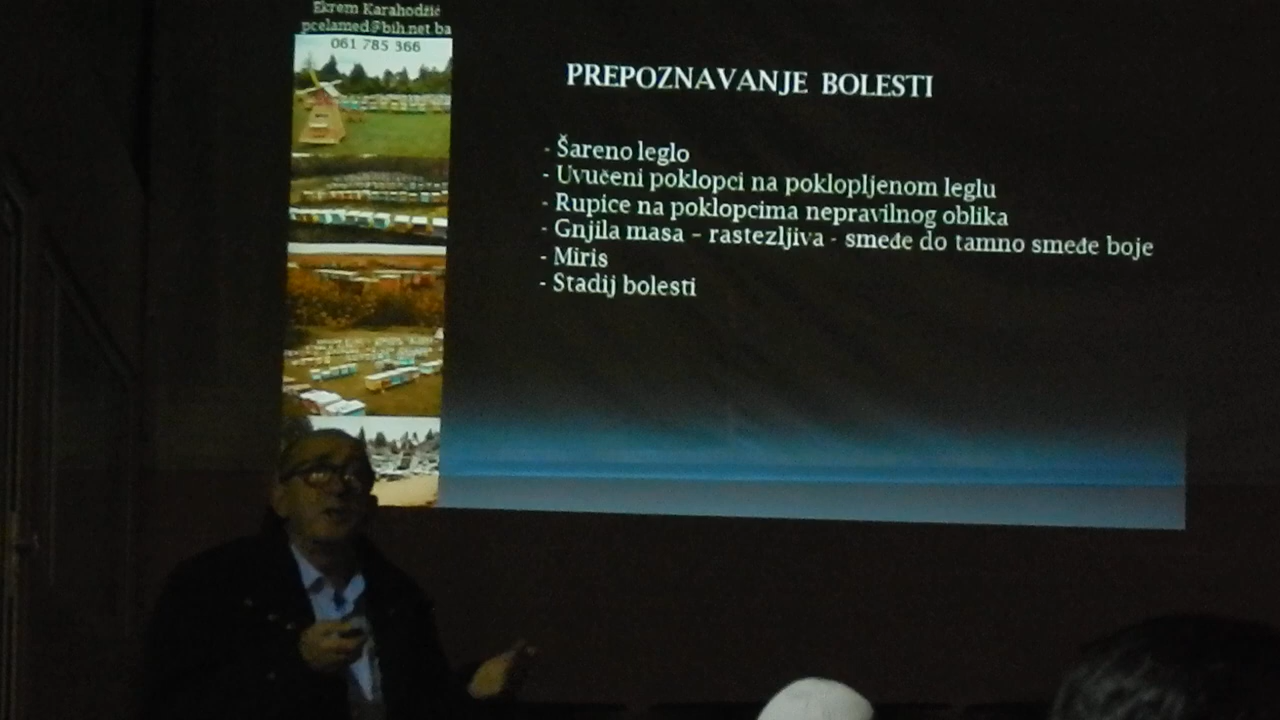 Ekrem Karahodžić
pcelamed@bih.net.ba
061 785 366
PREPOZNAVANJE BOLESTI
- Šareno leglo
- Uvučeni poklopci na poklopljenom leglu
- Rupice na poklopcima nepravilnog oblika
- Gnjila masa – rastezljiva - smeđe do tamno smeđe boje
- Miris
- Stadij bolesti